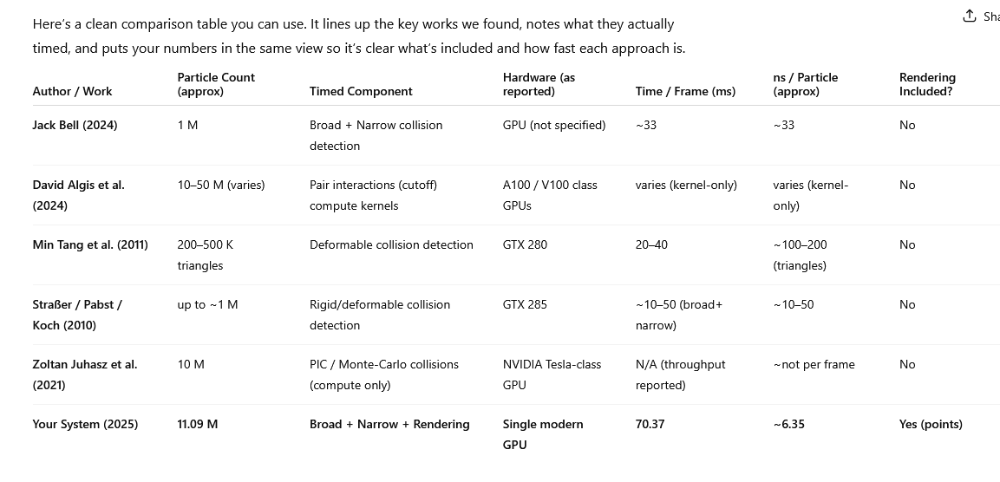 Here's a clean comparison table you can use. It lines up the key works we found, notes what they actually
timed, and puts your numbers in the same view so it's clear what's included and how fast each approach is.
Author / Work | Particle Count (approx) | Timed Component | Hardware (as reported) | Time / Frame (ms) | ns / Particle (approx) | Rendering Included?
Jack Bell (2024) | 1 M | Broad + Narrow collision detection | GPU (not specified) | ~33 | ~33 | No
David Algis et al. (2024) | 10–50 M (varies) | Pair interactions (cutoff) compute kernels | A100 / V100 class GPUs | varies (kernel-only) | varies (kernel-only) | No
Min Tang et al. (2011) | 200–500 K triangles | Deformable collision detection | GTX 280 | 20–40 | ~100–200 (triangles) | No
Straßer / Pabst / Koch (2010) | up to ~1 M | Rigid/deformable collision detection | GTX 285 | ~10–50 (broad+ narrow) | ~10–50 | No
Zoltan Juhasz et al. (2021) | 10 M | PIC / Monte-Carlo collisions (compute only) | NVIDIA Tesla-class GPU | N/A (throughput reported) | ~not per frame | No
Your System (2025) | 11.09 M | Broad + Narrow + Rendering | Single modern GPU | 70.37 | ~6.35 | Yes (points)